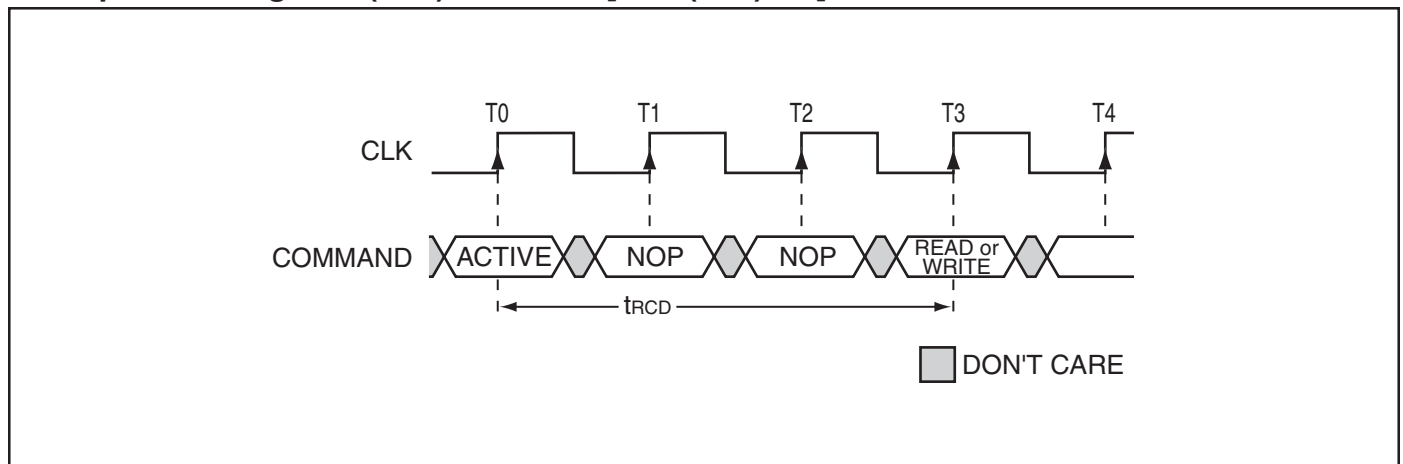 T0 T1 T2 T3 T4
CLK
COMMAND ACTIVE NOP NOP READ or
WRITE
tRCD
DON'T CARE